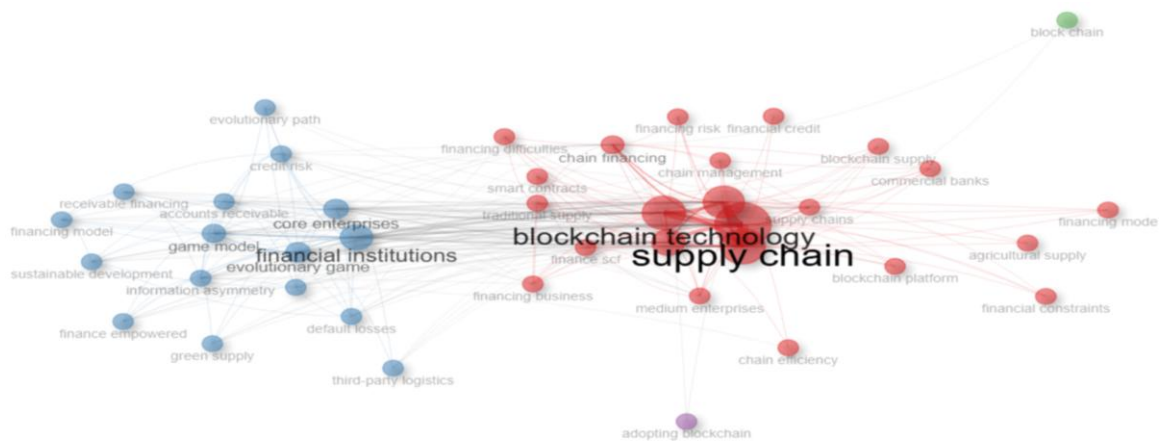 block chain
evolutionary path
financing risk
financial credit
financing difficulties
chain financing
blockchain supply
credit risk
chain management
commercial banks
smart contracts
receivable financing
accounts receivable
traditional supply
supply chains
core enterprises
financing mode
financing model
game model
blockchain technology
financial institutions
supply chain
finance scf
agricultural supply
evolutionary game
sustainable development
blockchain platform
information asymmetry
financing business
medium enterprises
financial constraints
default losses
finance empowered
green supply
chain efficiency
third-party logistics
adopting blockchain